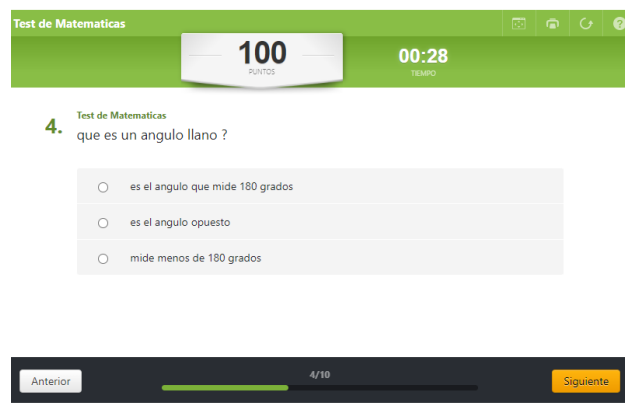 Test de Matematicas
100
PUNTOS
00:28
TIEMPO
Test de Matematicas
4.
que es un angulo llano ?
es el angulo que mide 180 grados
es el angulo opuesto
mide menos de 180 grados
Anterior
4/10
Siguiente